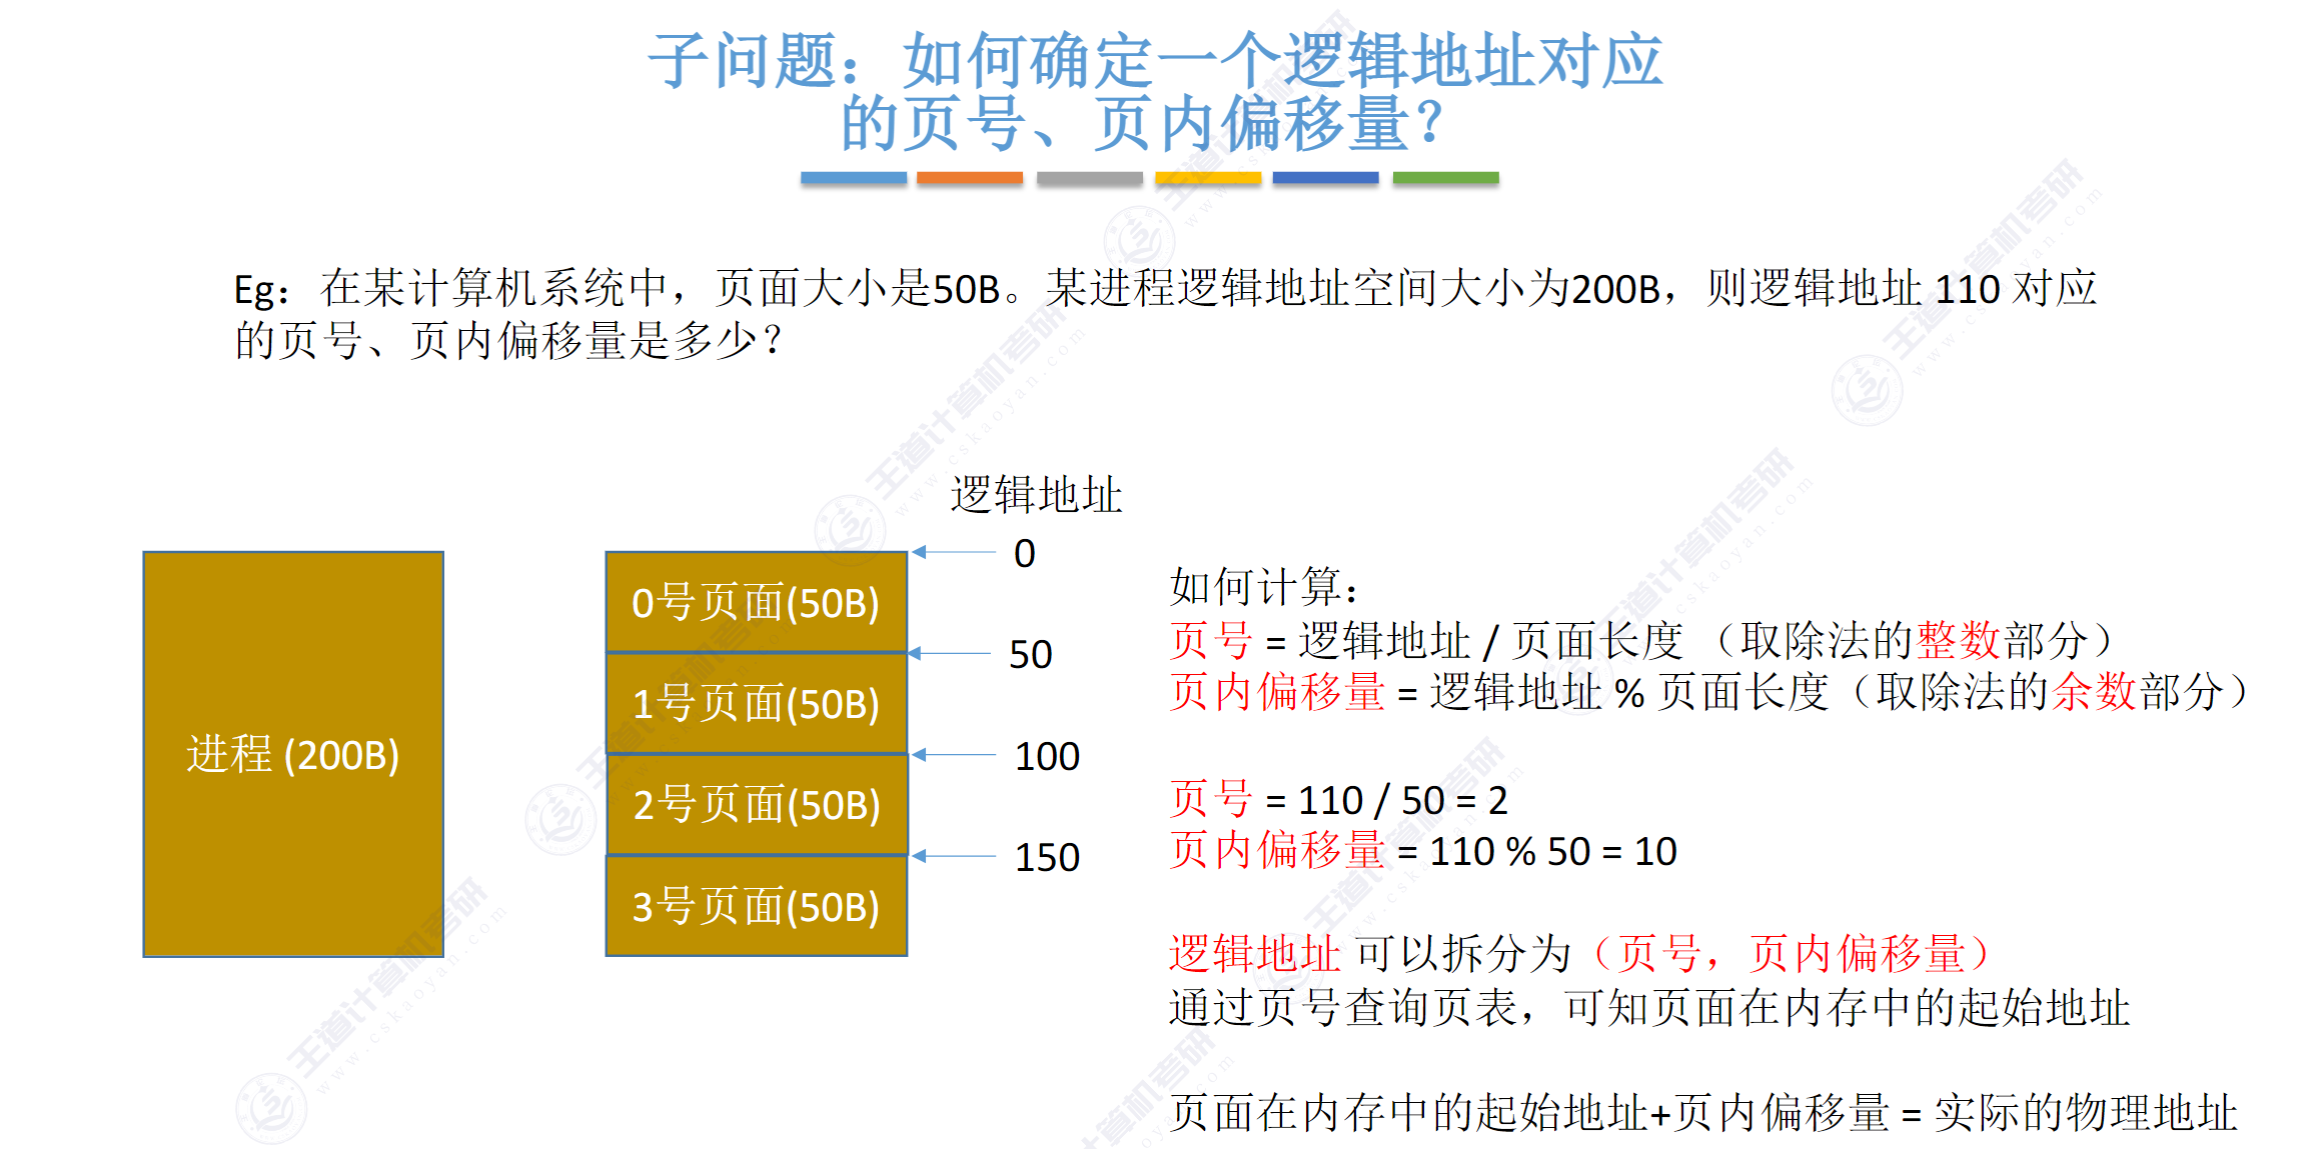 子问题：如何确定一个逻辑地址对应
的页号、页内偏移量？
Eg：在某计算机系统中，页面大小是50B。某进程逻辑地址空间大小为200B，则逻辑地址 110 对应
的页号、页内偏移量是多少？
逻辑地址
0
50
100
150
进程 (200B)
0号页面(50B)
1号页面(50B)
2号页面(50B)
3号页面(50B)
如何计算：
页号 = 逻辑地址 / 页面长度 （取除法的整数部分）
页内偏移量 = 逻辑地址 % 页面长度（取除法的余数部分）
页号 = 110 / 50 = 2
页内偏移量 = 110 % 50 = 10
逻辑地址 可以拆分为（页号，页内偏移量）
通过页号查询页表，可知页面在内存中的起始地址
页面在内存中的起始地址+页内偏移量 = 实际的物理地址
王道计算机考研
www.cskaoyan.com